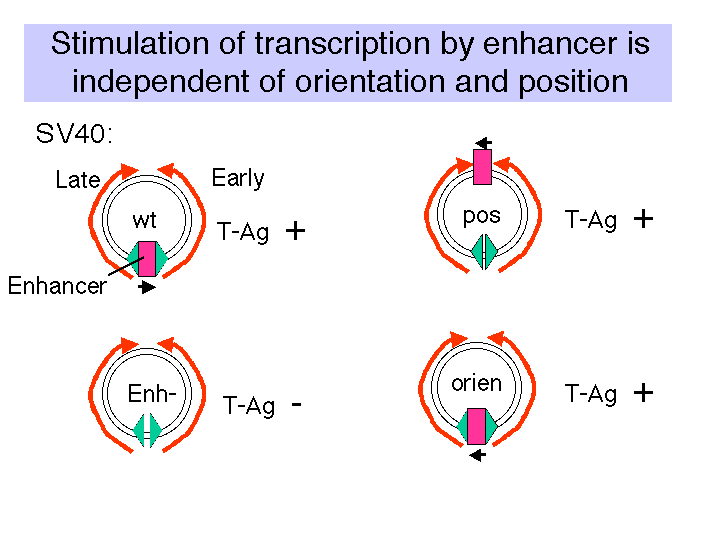 Stimulation of transcription by enhancer is
independent of orientation and position
SV40:
Late
Early
wt
T-Ag +
Enhancer
pos
T-Ag +
Enh-
T-Ag -
orien
T-Ag +